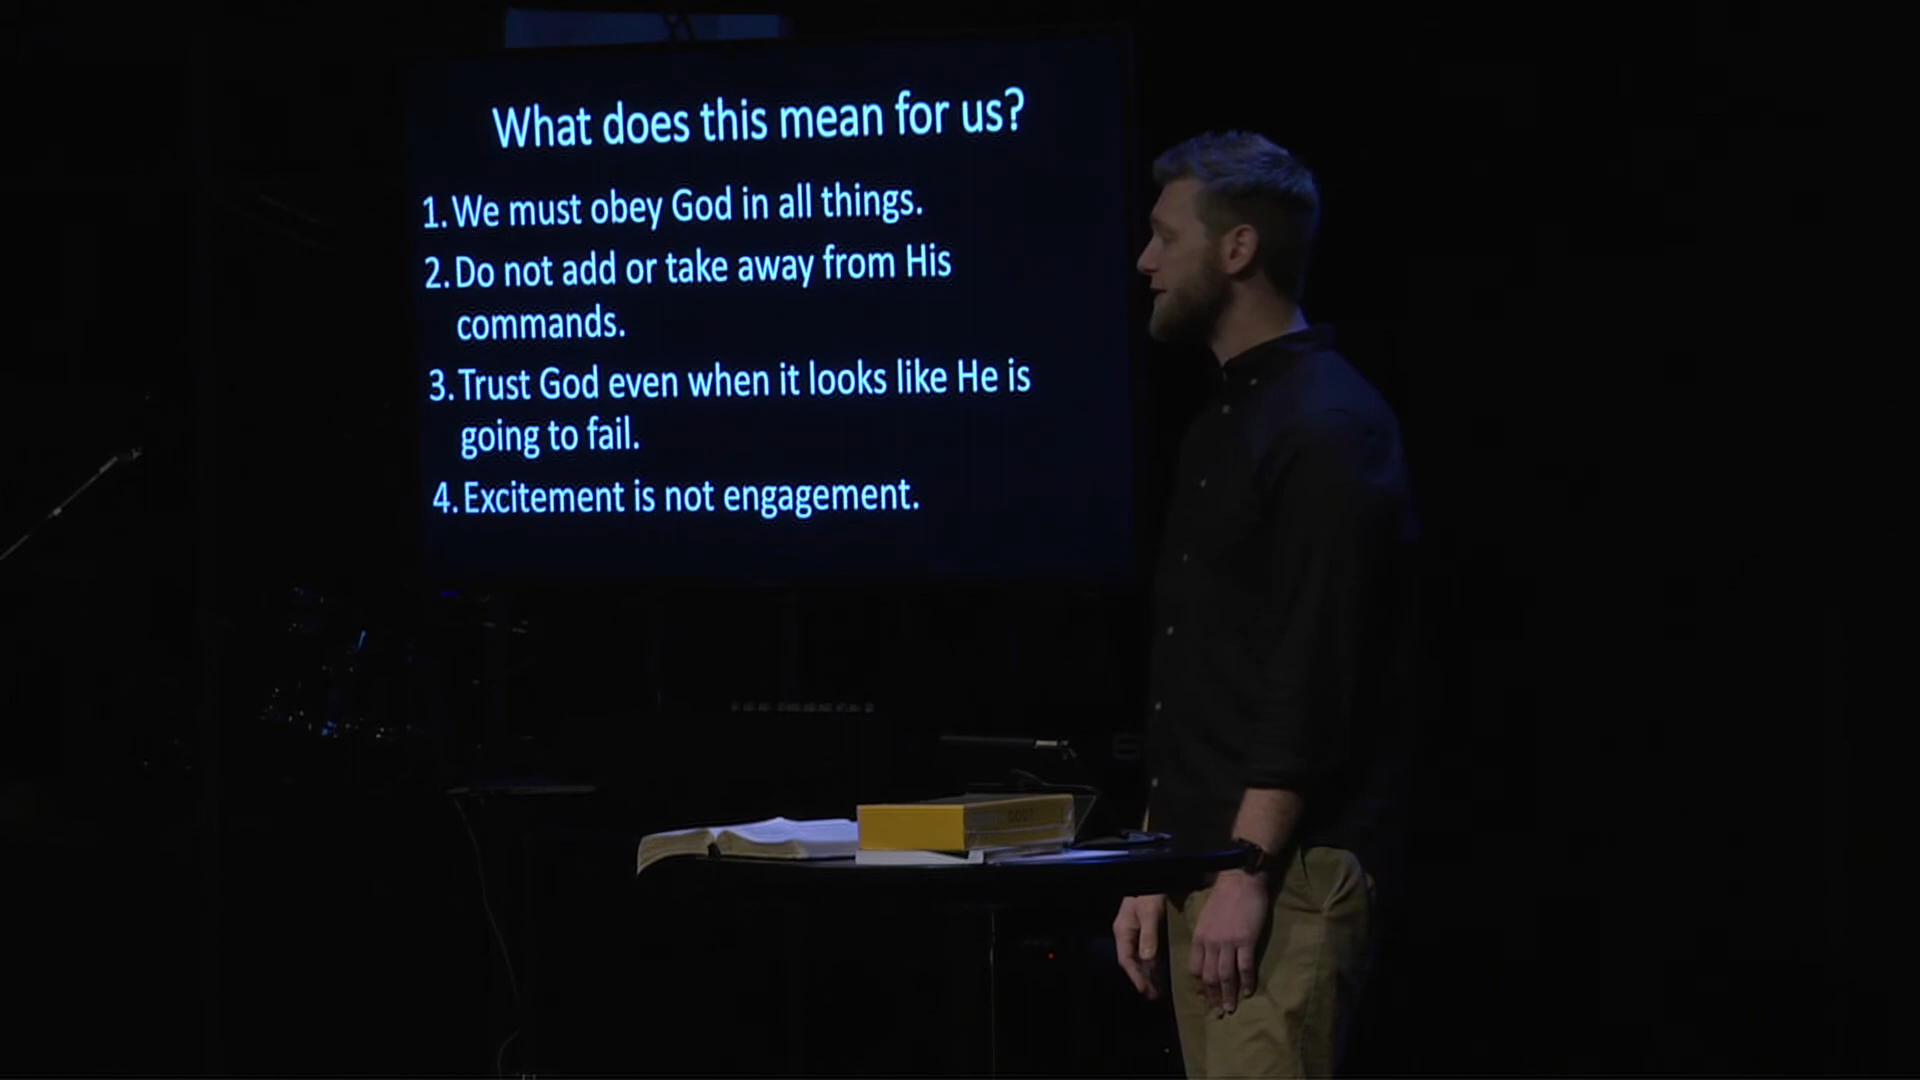 What does this mean for us?
1. We must obey God in all things.
2. Do not add or take away from His
commands.
3. Trust God even when it looks like He is
going to fail.
4. Excitement is not engagement.